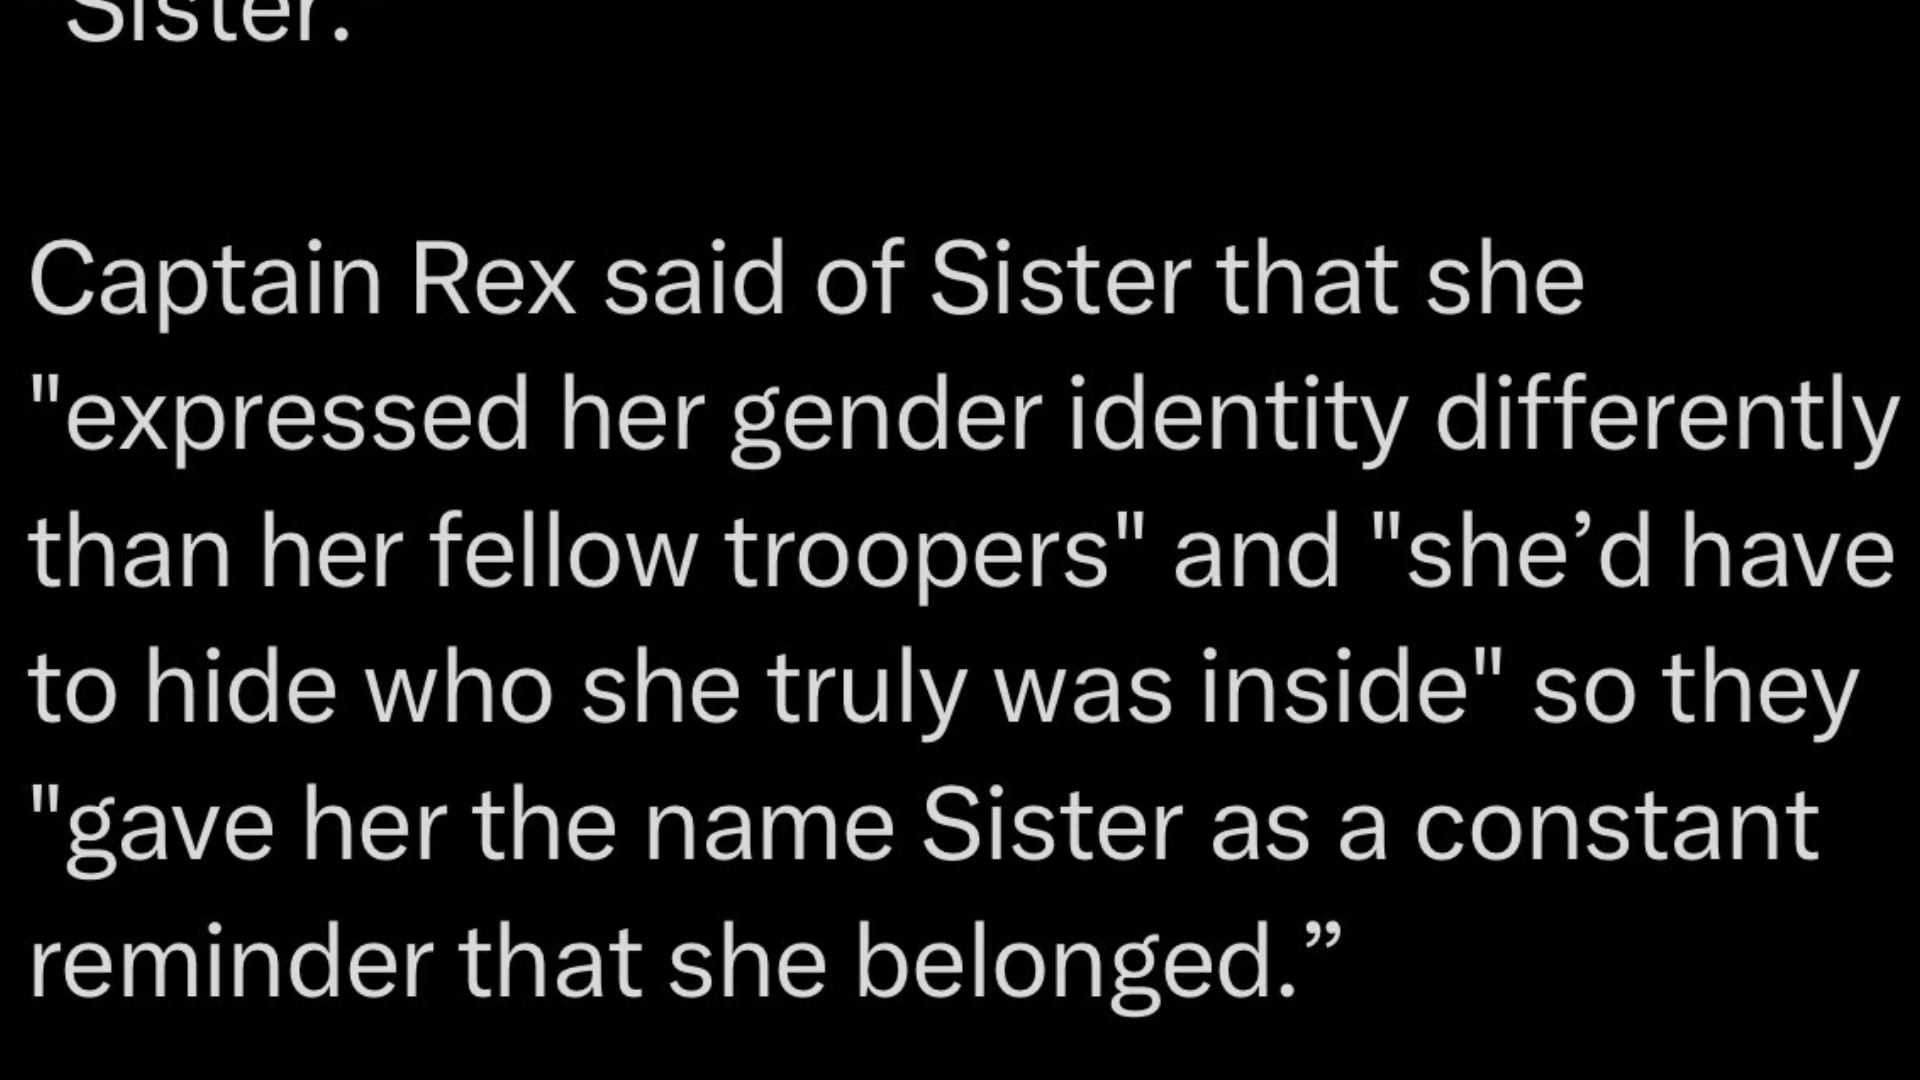 "Sister.
Captain Rex said of Sister that she
"expressed her gender identity differently
than her fellow troopers" and "she’d have
to hide who she truly was inside" so they
"gave her the name Sister as a constant
reminder that she belonged.”